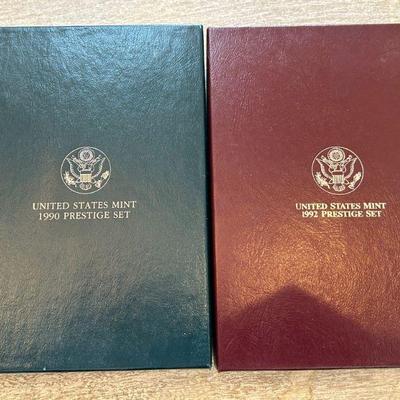 UNITED STATES MINT
1990 PRESTIGE SET
UNITED STATES MINT
1992 PRESTIGE SET